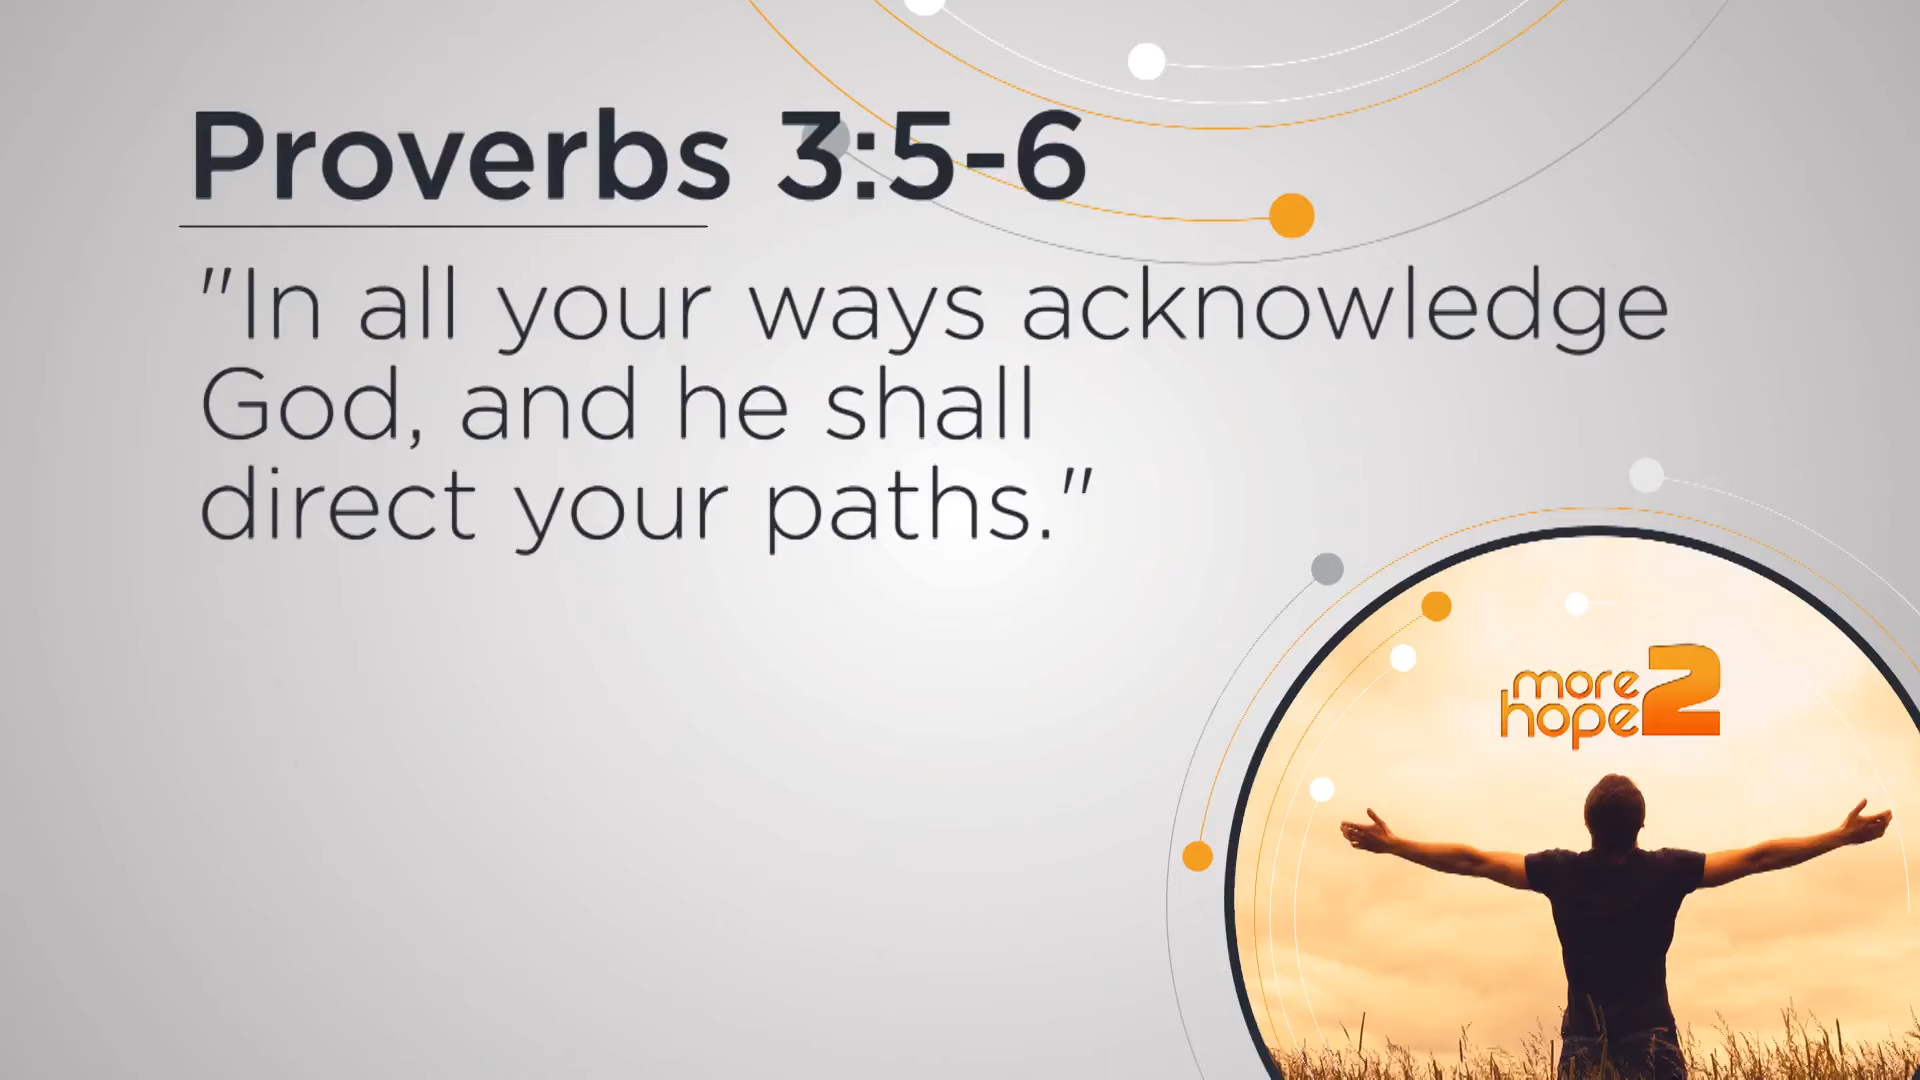 Proverbs 3:5-6
"In all your ways acknowledge
God, and he shall
direct your paths."
more
hope2